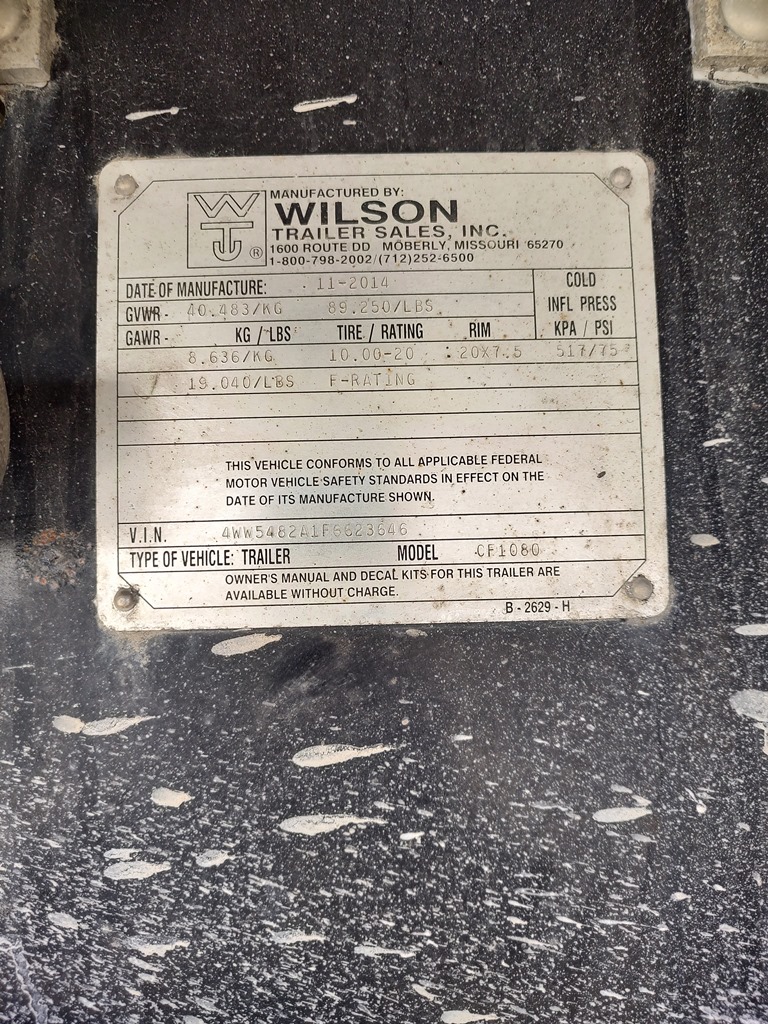 MANUFACTURED BY:
WILSON
TRAILER SALES, INC.
1600 ROUTE DD MOBERLY, MISSOURI 65270
1-800-798-2002/(712)252-6500
WT ®
DATE OF MANUFACTURE: 11-2014
COLD
INFL PRESS
KPA / PSI
GVWR - 40.483/KG 89.250/LBS
GAWR - KG / LBS TIRE / RATING RIM
8.636/KG 10.00-20 20X7.5 517/75
19.040/LBS F-RATING
THIS VEHICLE CONFORMS TO ALL APPLICABLE FEDERAL
MOTOR VEHICLE SAFETY STANDARDS IN EFFECT ON THE
DATE OF ITS MANUFACTURE SHOWN.
V.I.N. 4WW5482A1F6623646
TYPE OF VEHICLE: TRAILER MODEL CF1080
OWNER'S MANUAL AND DECAL KITS FOR THIS TRAILER ARE
AVAILABLE WITHOUT CHARGE.
B - 2629 - H